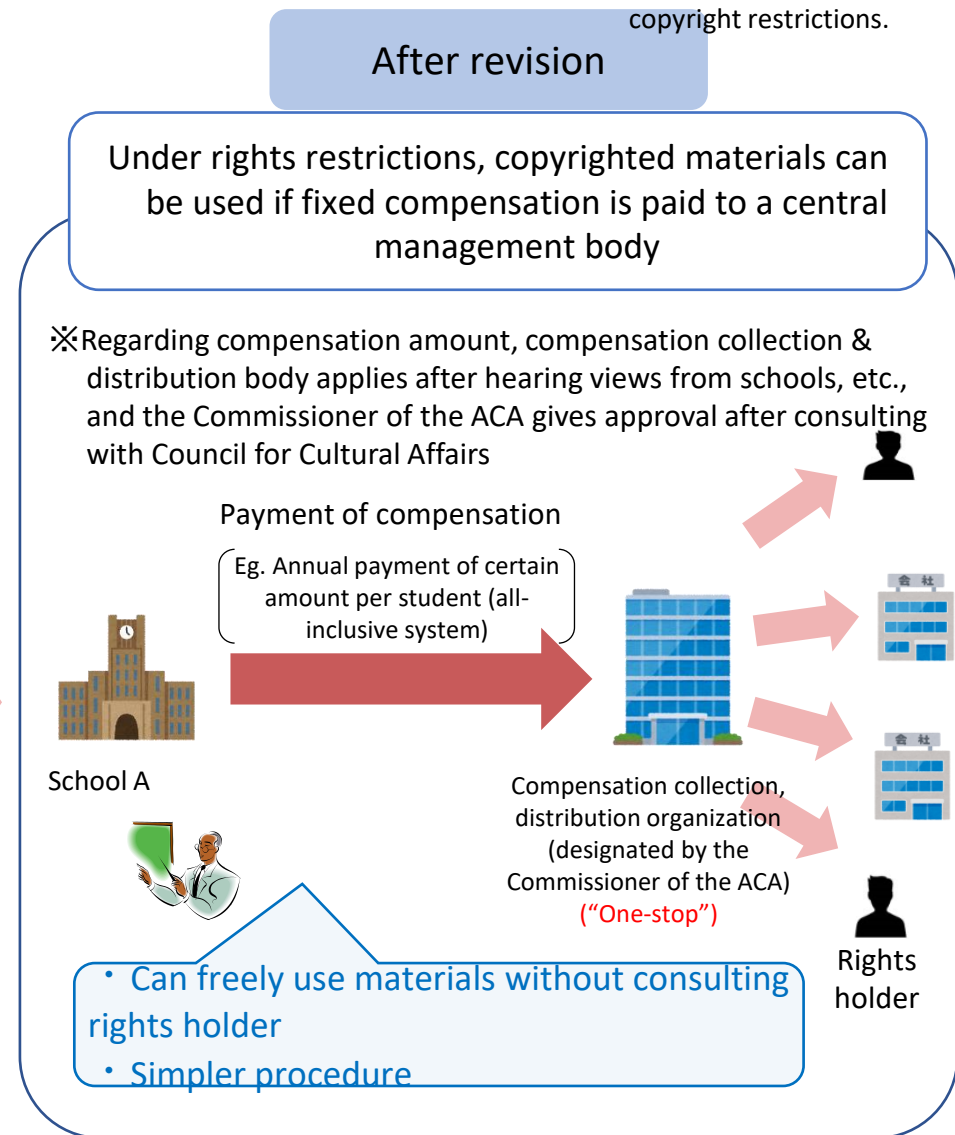 copyright restrictions.
After revision
Under rights restrictions, copyrighted materials can
be used if fixed compensation is paid to a central
management body
※Regarding compensation amount, compensation collection &
distribution body applies after hearing views from schools, etc.,
and the Commissioner of the ACA gives approval after consulting
with Council for Cultural Affairs
Payment of compensation
Eg. Annual payment of certain
amount per student (all-
inclusive system)
会 社
会 社
School A
Compensation collection,
distribution organization
(designated by the
Commissioner of the ACA)
(“One-stop”)
Rights
holder
・Can freely use materials without consulting
rights holder
・Simpler procedure